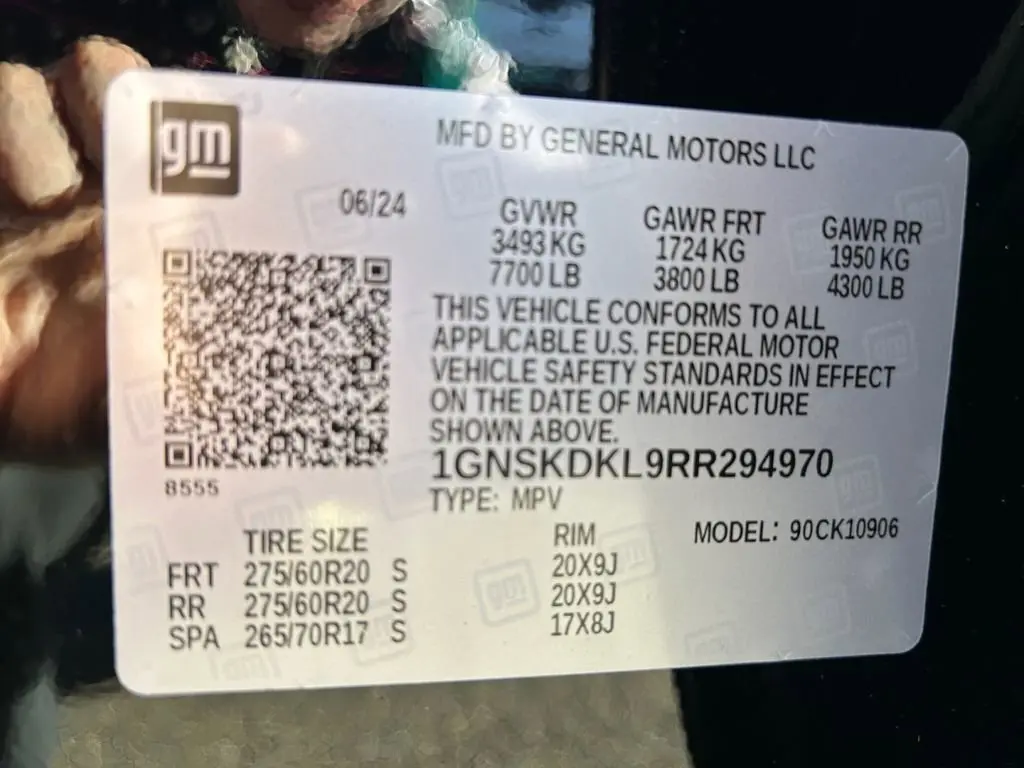 gm
MFD BY GENERAL MOTORS LLC
06/24
GVWR GAWR FRT GAWR RR
3493 KG 1724 KG 1950 KG
7700 LB 3800 LB 4300 LB
THIS VEHICLE CONFORMS TO ALL
APPLICABLE U.S. FEDERAL MOTOR
VEHICLE SAFETY STANDARDS IN EFFECT
ON THE DATE OF MANUFACTURE
SHOWN ABOVE.
1GNSKDKL9RR294970
8555
TYPE: MPV
MODEL: 90CK10906
TIRE SIZE RIM
FRT 275/60R20 S 20X9J
RR 275/60R20 S 20X9J
SPA 265/70R17 S 17X8J